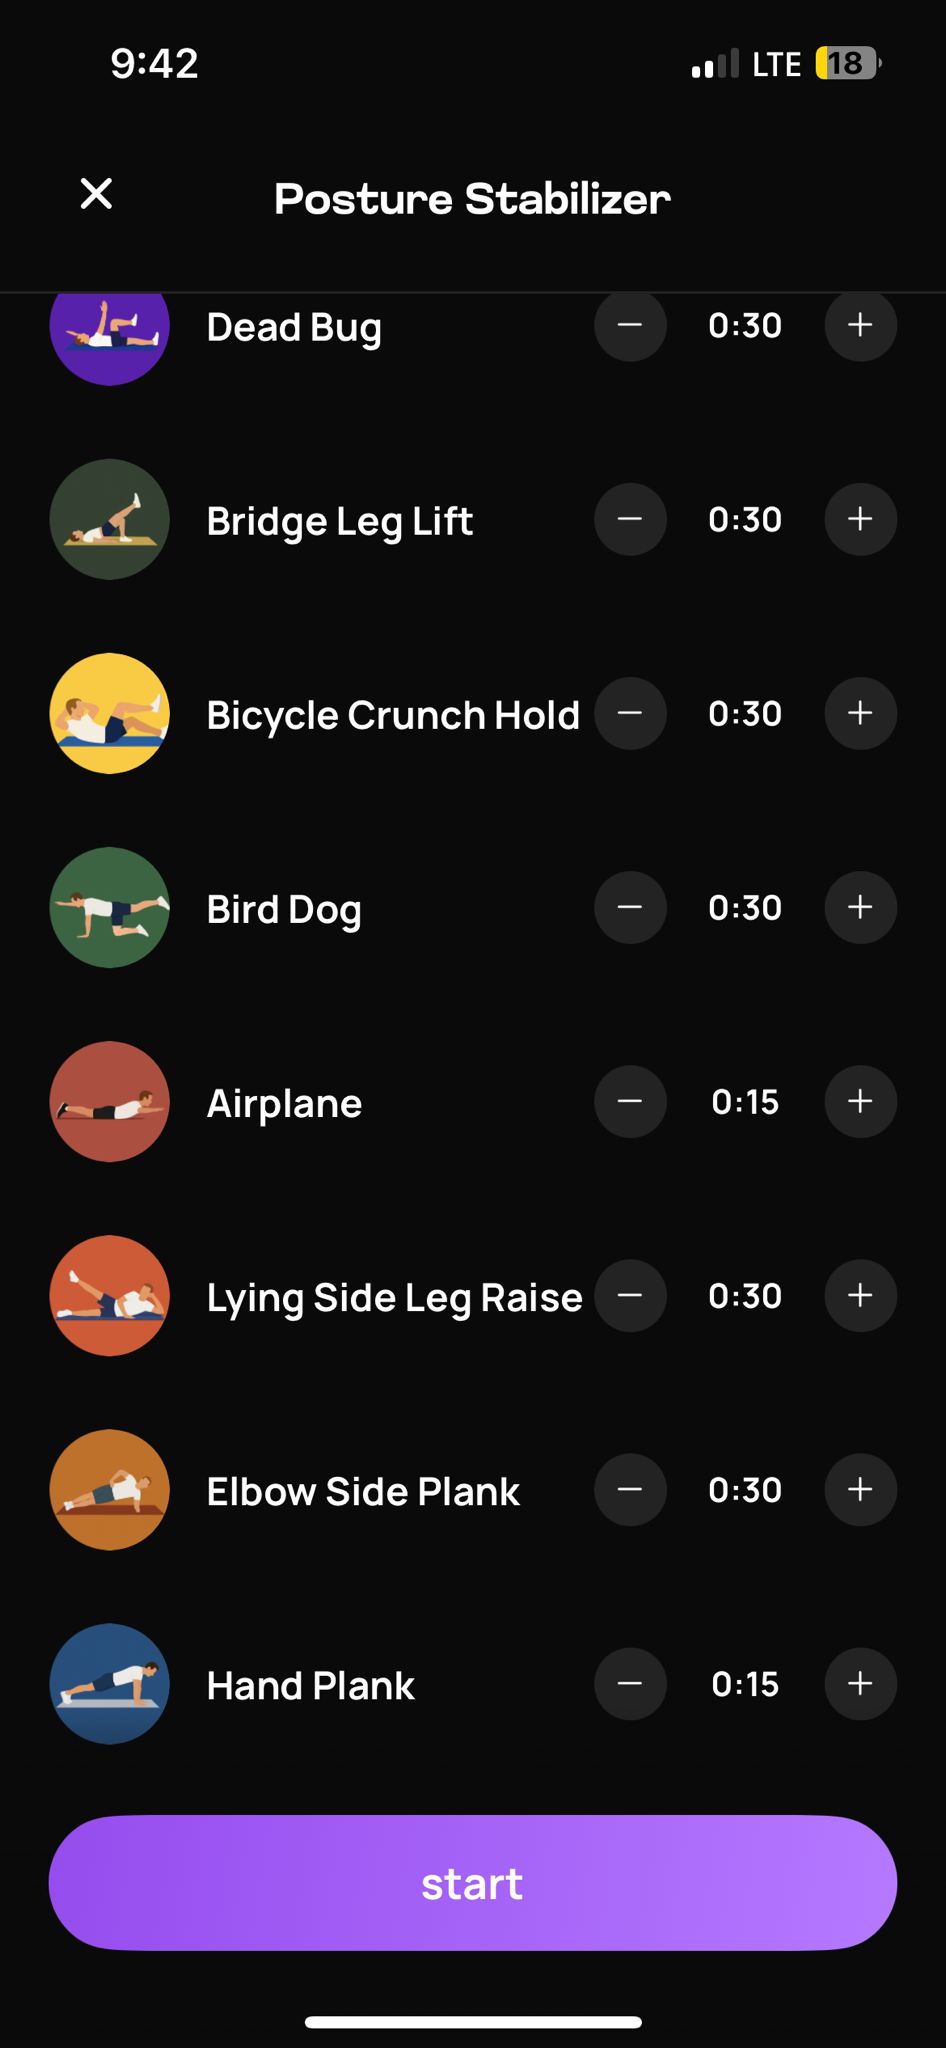 9:42
LTE 18
Posture Stabilizer
Dead Bug 0:30
Bridge Leg Lift 0:30
Bicycle Crunch Hold 0:30
Bird Dog 0:30
Airplane 0:15
Lying Side Leg Raise 0:30
Elbow Side Plank 0:30
Hand Plank 0:15
start